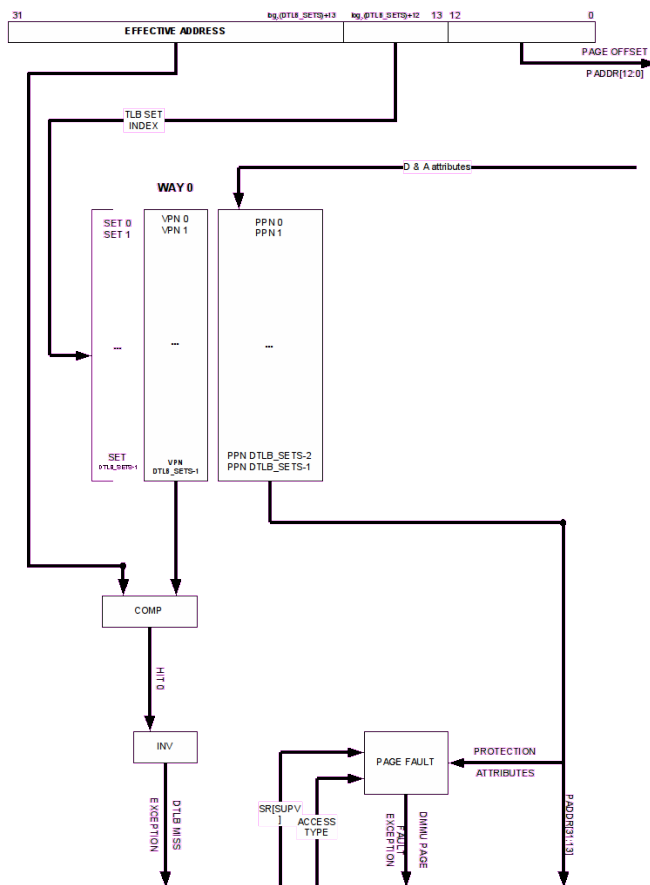 31 log₂(DTLB_SETS)+13 log₂(DTLB_SETS)+12 13 12 0
EFFECTIVE ADDRESS
PAGE OFFSET
PADDR[12:0]
TLB SET
INDEX
D & A attributes
WAY 0
SET 0
SET 1
...
SET
DTLB_SETS-1
VPN 0
VPN 1
...
VPN
DTLB_SETS-1
PPN 0
PPN 1
...
PPN DTLB_SETS-2
PPN DTLB_SETS-1
COMP
HIT 0
INV
DTLB MISS
EXCEPTION
PAGE FAULT
PROTECTION
ATTRIBUTES
SR[SUPV
]
ACCESS
TYPE
DMMU PAGE
FAULT
EXCEPTION
PADDR[31:13]